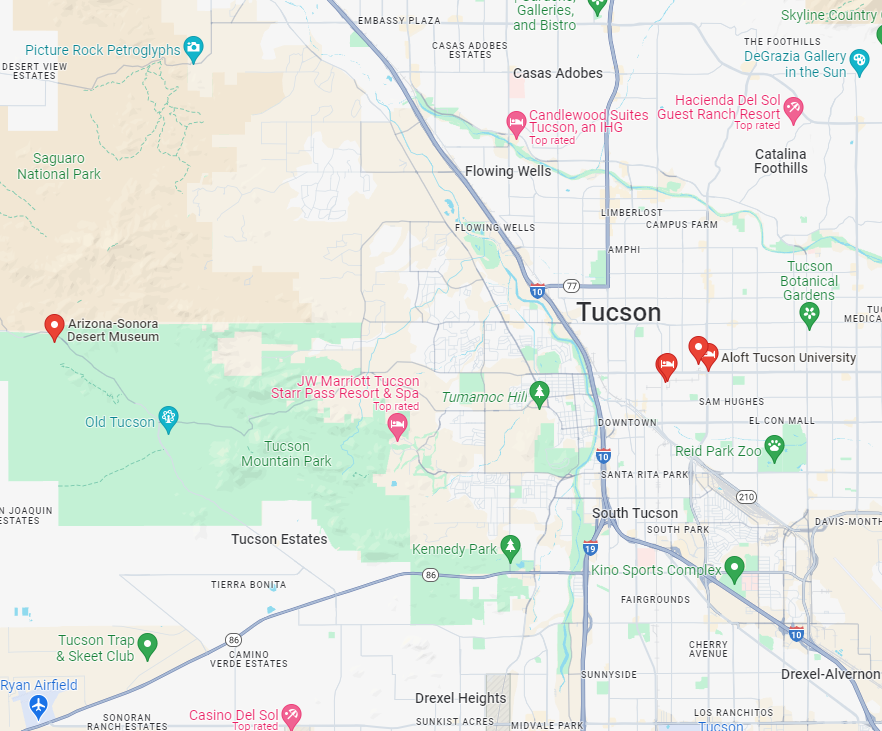 EMBASSY PLAZA
Gardens,
Galleries,
and Bistro
Skyline Country
Picture Rock Petroglyphs
DESERT VIEW
ESTATES
CASAS ADOBES
ESTATES
Casas Adobes
THE FOOTHILLS
DeGrazia Gallery
in the Sun
Hacienda Del Sol
Guest Ranch Resort
Top rated
Candlewood Suites
Tucson, an IHG
Top rated
Saguaro
National Park
Flowing Wells
Catalina
Foothills
LIMBERLOST
CAMPUS FARM
FLOWING WELLS
AMPHI
Tucson
Botanical
Gardens
10
77
Tucson
TUC
MEDICA
Arizona-Sonora
Desert Museum
Aloft Tucson University
JW Marriott Tucson
Starr Pass Resort & Spa
Top rated
Tumamoc Hill
SAM HUGHES
Old Tucson
DOWNTOWN
EL CON MALL
Tucson
Mountain Park
10
Reid Park Zoo
SANTA RITA PARK
210
N JOAQUIN
ESTATES
South Tucson
DAVIS-MONTH
SOUTH PARK
Tucson Estates
Kennedy Park
19
86
Kino Sports Complex
TIERRA BONITA
FAIRGROUNDS
86
10
Tucson Trap
& Skeet Club
CAMINO
VERDE ESTATES
CHERRY
AVENUE
SUNNYSIDE
Drexel-Alvernon
Ryan Airfield
Drexel Heights
SONORAN
RANCH ESTATES
Casino Del Sol
Top rated
SUNKIST ACRES
MIDVALE PARK
LOS RANCHITOS
Tucson